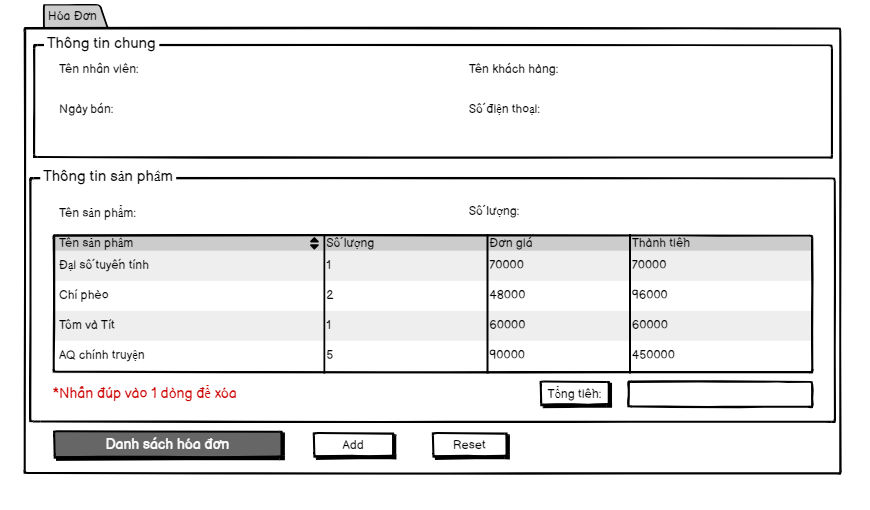 Hóa Đơn
Thông tin chung
Tên nhân viên: Tên khách hàng:
Ngày bán: Số điện thoại:
Thông tin sản phẩm
Tên sản phẩm: Số lượng:
Tên sản phẩm Số lượng Đơn giá Thành tiền
Đại số tuyến tính 1 70000 70000
Chí phèo 2 48000 96000
Tôm và Tít 1 60000 60000
AQ chính truyện 5 90000 450000
*Nhấn đúp vào 1 dòng để xóa Tổng tiền:
Danh sách hóa đơn Add Reset